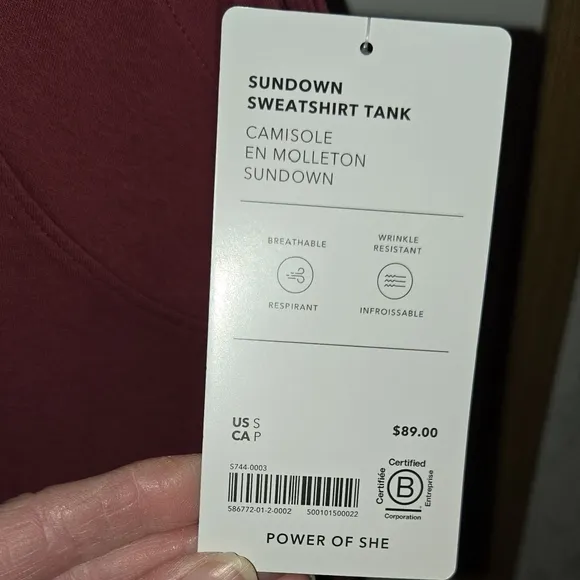 SUNDOWN
SWEATSHIRT TANK
CAMISOLE
EN MOLLETON
SUNDOWN
BREATHABLE
RESPIRANT
WRINKLE
RESISTANT
INFROISSABLE
US S
CA P
$89.00
5744-0003
586772-01-2-0002 500101500022
Certified
Certifiée
B
Entreprise
Corporation
POWER OF SHE